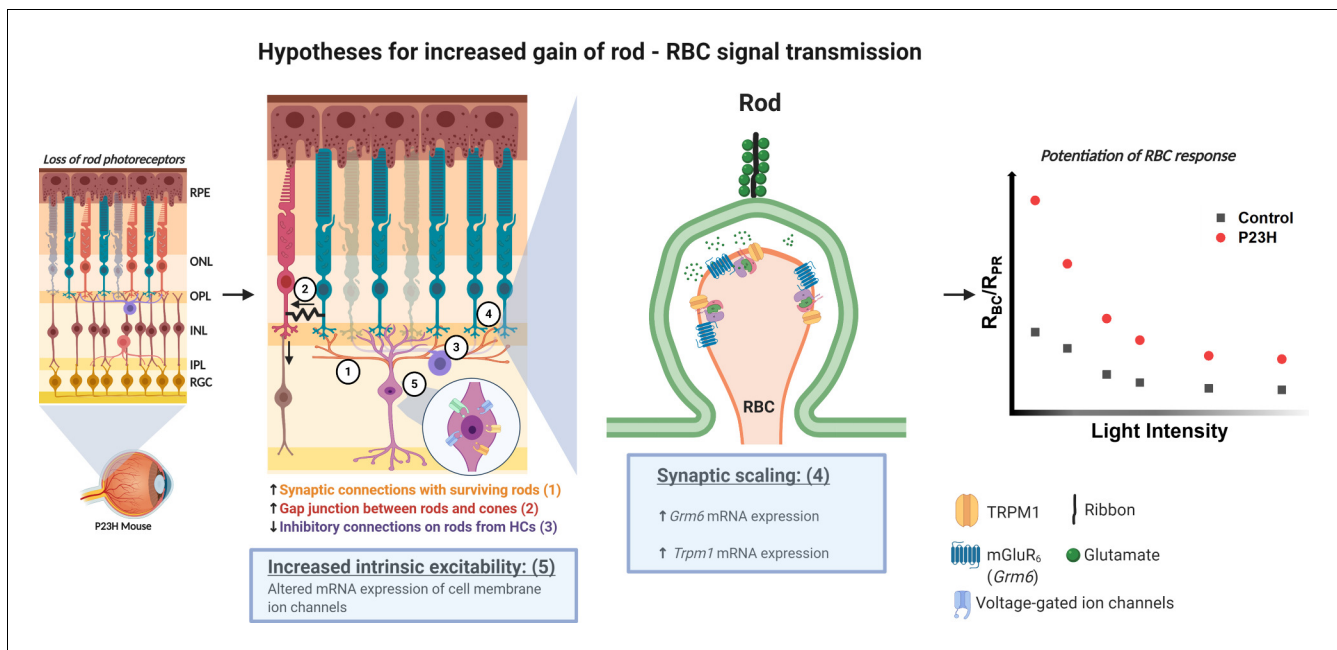 Hypotheses for increased gain of rod - RBC signal transmission
Loss of rod photoreceptors
RPE
ONL
OPL
INL
IPL
RGC
P23H Mouse
2
4
3
1
5
↑ Synaptic connections with surviving rods (1)
↑ Gap junction between rods and cones (2)
↓ Inhibitory connections on rods from HCs (3)
Increased intrinsic excitability: (5)
Altered mRNA expression of cell membrane
ion channels
Rod
RBC
Synaptic scaling: (4)
↑ Grm6 mRNA expression
↑ Trpm1 mRNA expression
Potentiation of RBC response
R_BC/R_PR
Control
P23H
Light Intensity
TRPM1
Ribbon
mGluR₆
(Grm6)
Glutamate
Voltage-gated ion channels